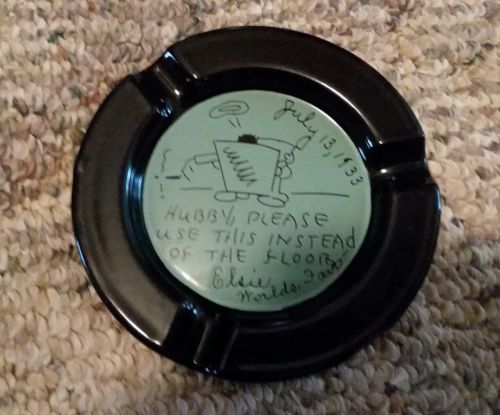 July 13, 1933
HUBBY, PLEASE
USE THIS INSTEAD
OF THE FLOOR
Elsie
Worlds. Fair